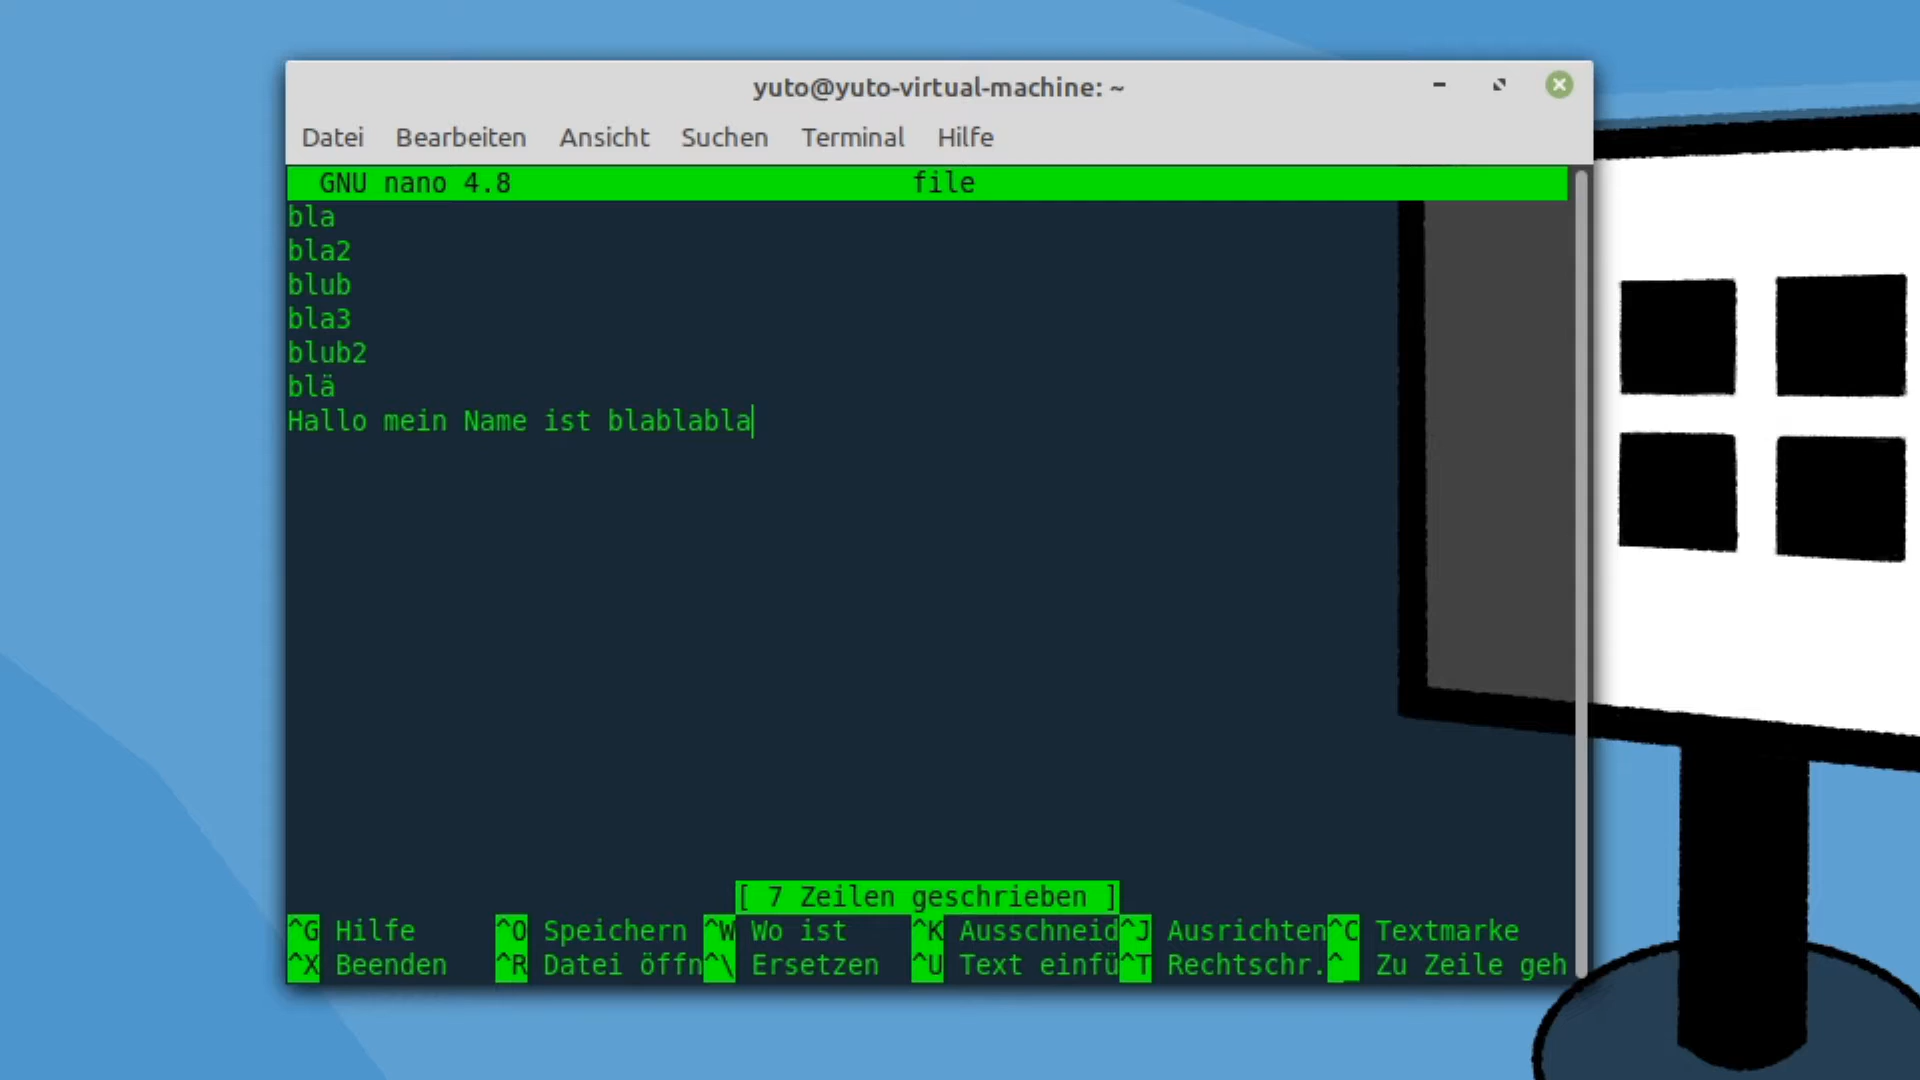 yuto@yuto-virtual-machine: ~
Datei Bearbeiten Ansicht Suchen Terminal Hilfe
GNU nano 4.8 file
bla
bla2
blub
bla3
blub2
blä
Hallo mein Name ist blablabla
[ 7 Zeilen geschrieben ]
^G Hilfe ^O Speichern ^W Wo ist ^K Ausschneid ^J Ausrichten ^C Textmarke
^X Beenden ^R Datei öffn ^\ Ersetzen ^U Text einfü ^T Rechtschr. ^_ Zu Zeile geh